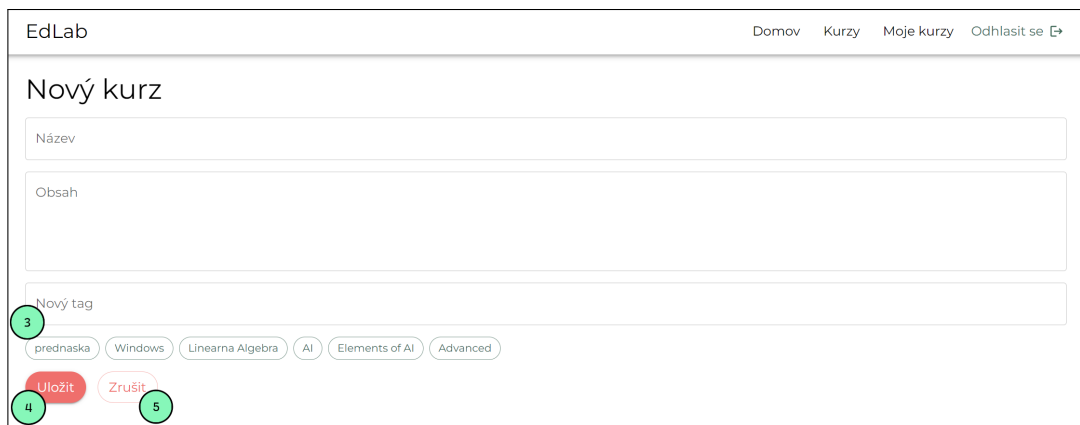 EdLab Domov Kurzy Moje kurzy Odhlasit se
Nový kurz
Název
Obsah
Nový tag
3
prednaska Windows Linearna Algebra AI Elements of AI Advanced
Uložit Zrušit
4 5